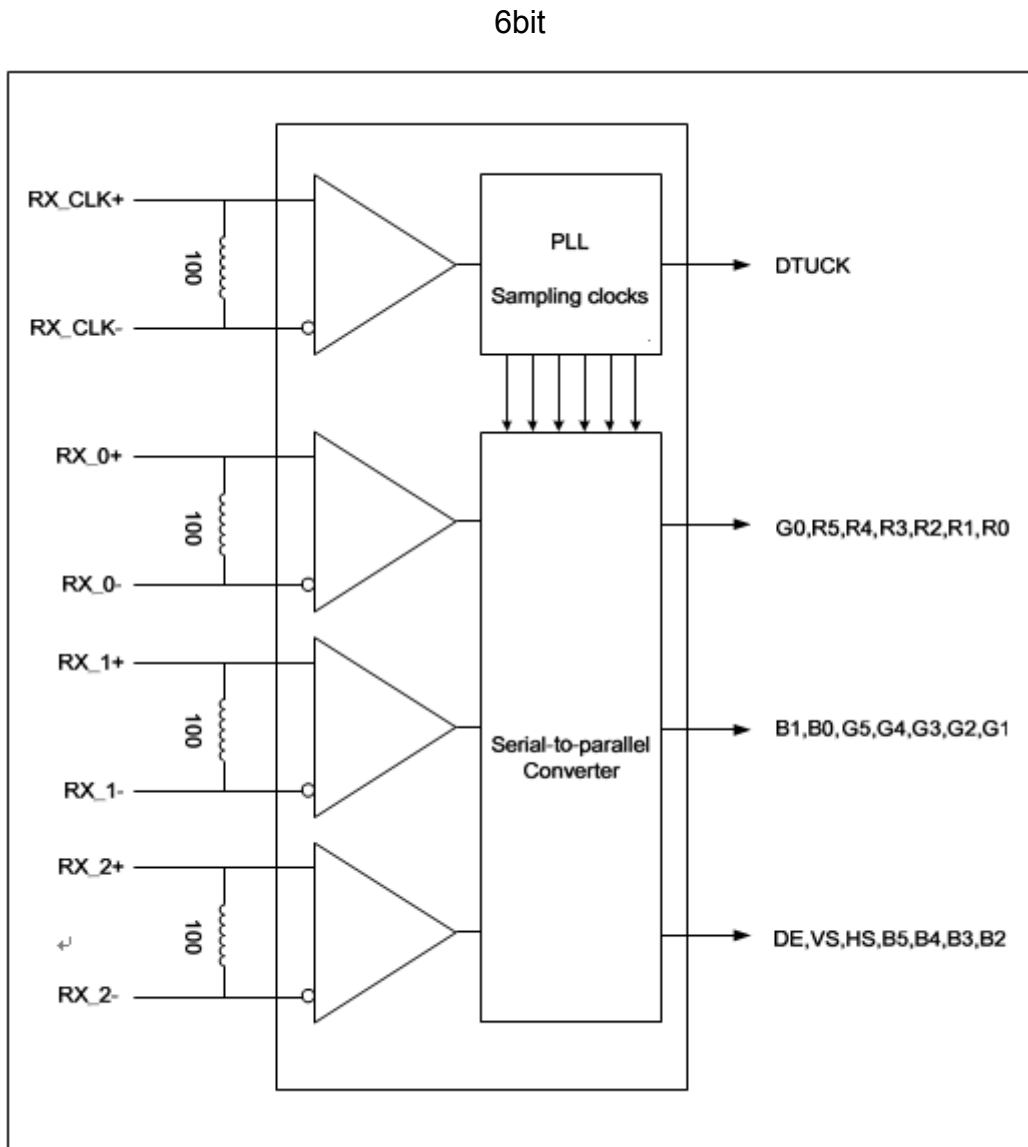 6bit
RX_CLK+
100
RX_CLK-
PLL
Sampling clocks
DTUCK
RX_0+
100
RX_0-
G0,R5,R4,R3,R2,R1,R0
RX_1+
100
RX_1-
Serial-to-parallel
Converter
B1,B0,G5,G4,G3,G2,G1
RX_2+
100
RX_2-
DE,VS,HS,B5,B4,B3,B2